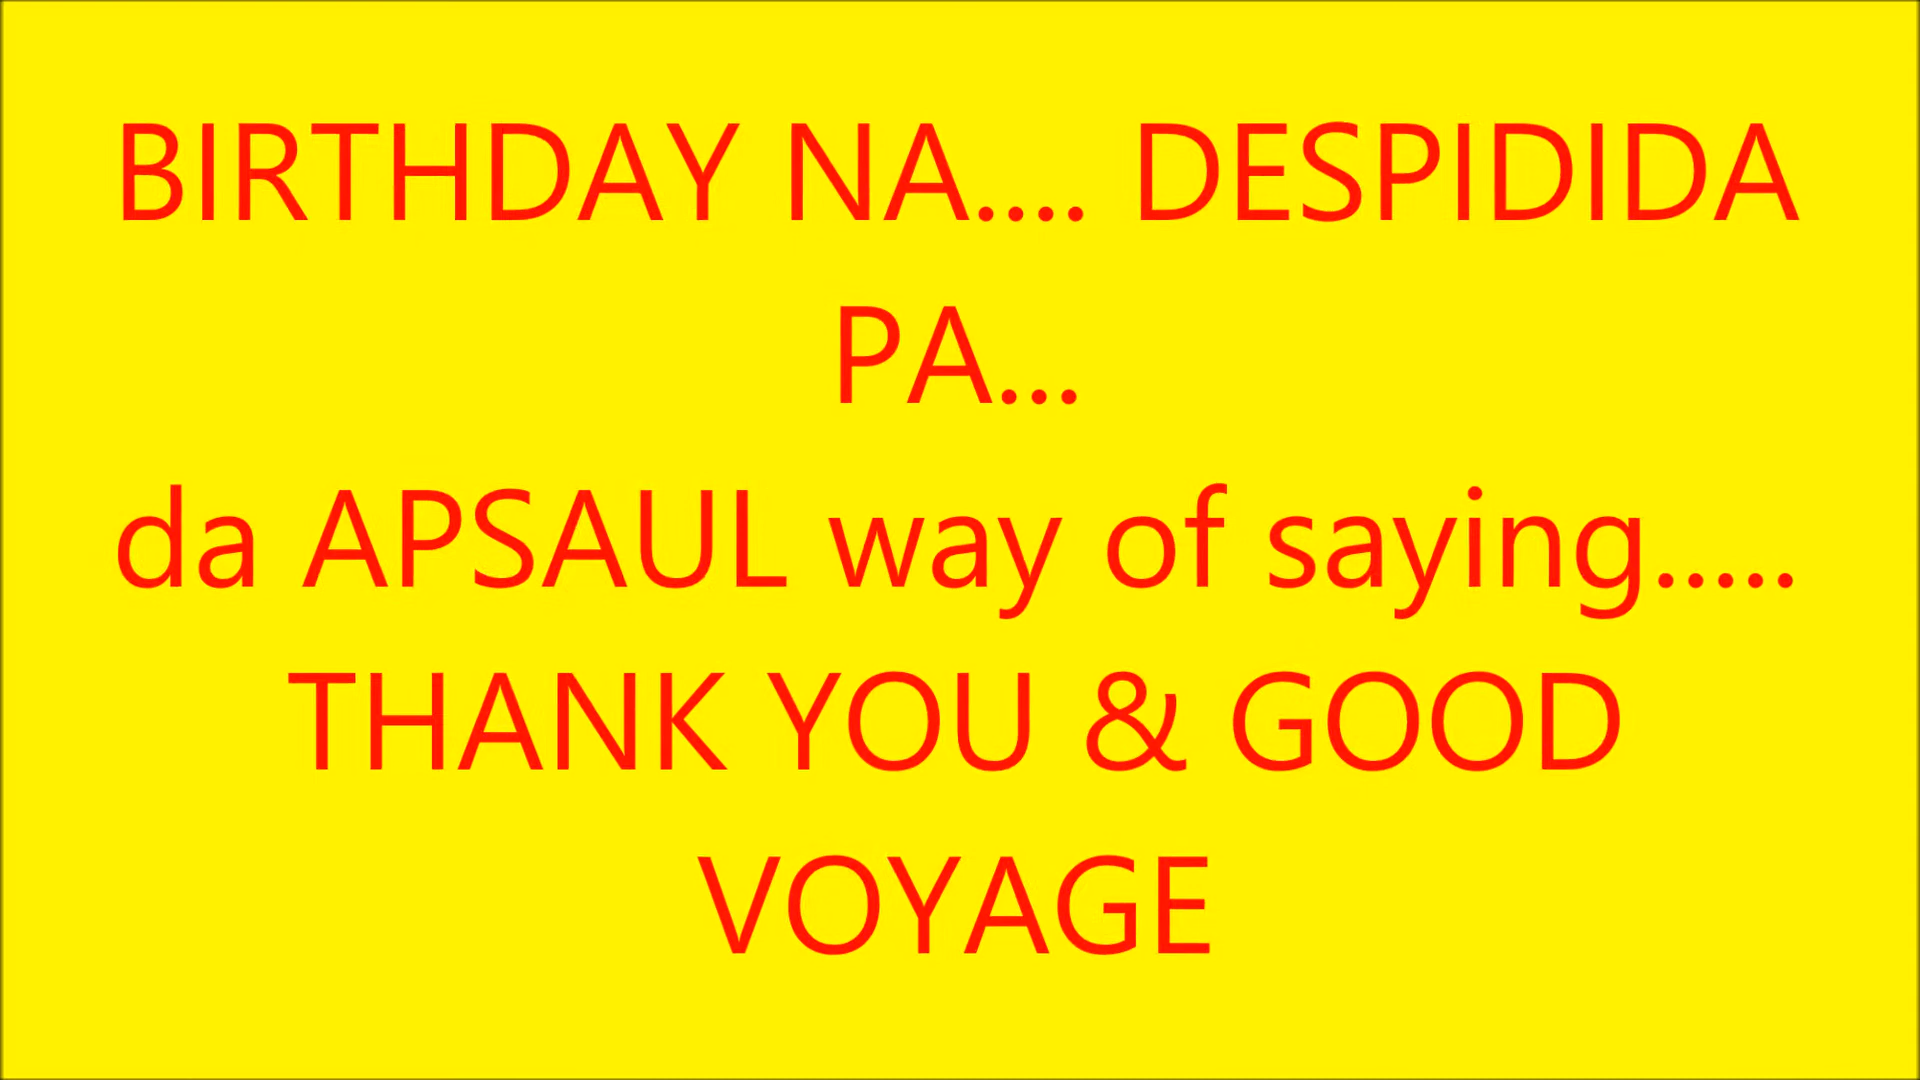 BIRTHDAY NA.... DESPIDIDA
PA...
da APSAUL way of saying.....
THANK YOU & GOOD
VOYAGE